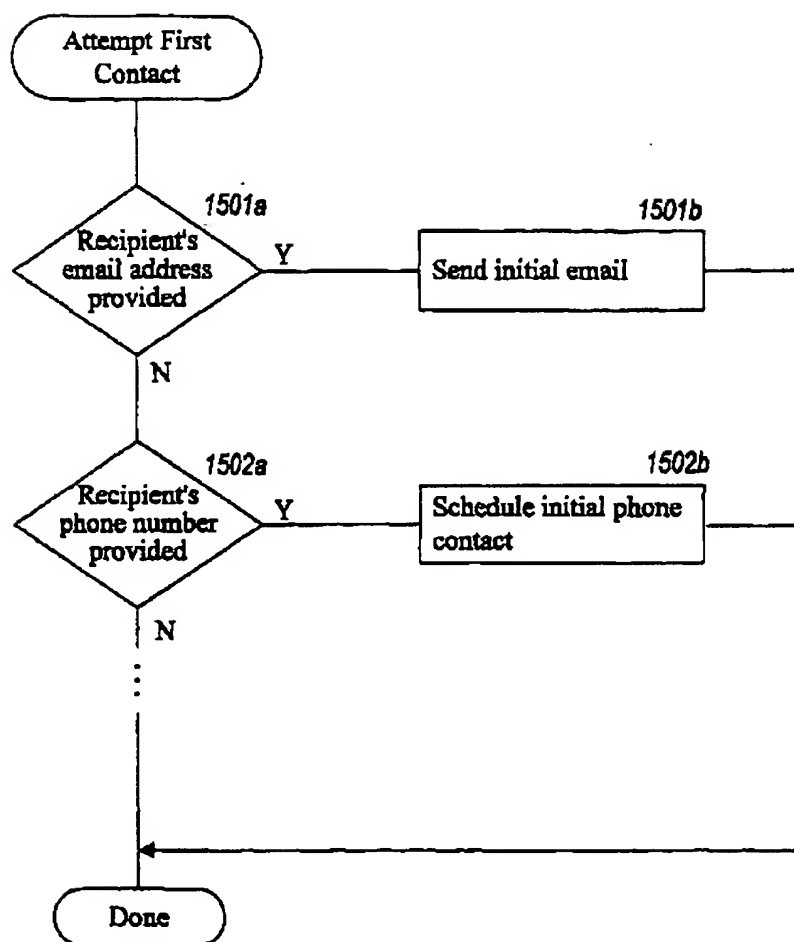 Attempt First
Contact
1501a
Recipient's
email address
provided
Y
1501b
Send initial email
N
1502a
Recipient's
phone number
provided
Y
1502b
Schedule initial phone
contact
N
Done